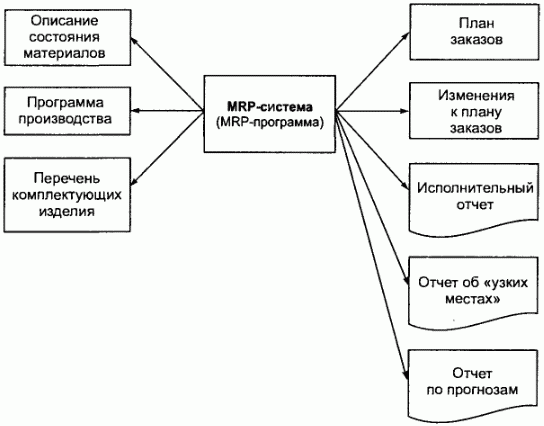 Описание
состояния
материалов
Программа
производства
Перечень
комплектующих
изделия
MRP-система
(MRP-программа)
План
заказов
Изменения
к плану
заказов
Исполнительный
отчет
Отчет об «узких
местах»
Отчет
по прогнозам